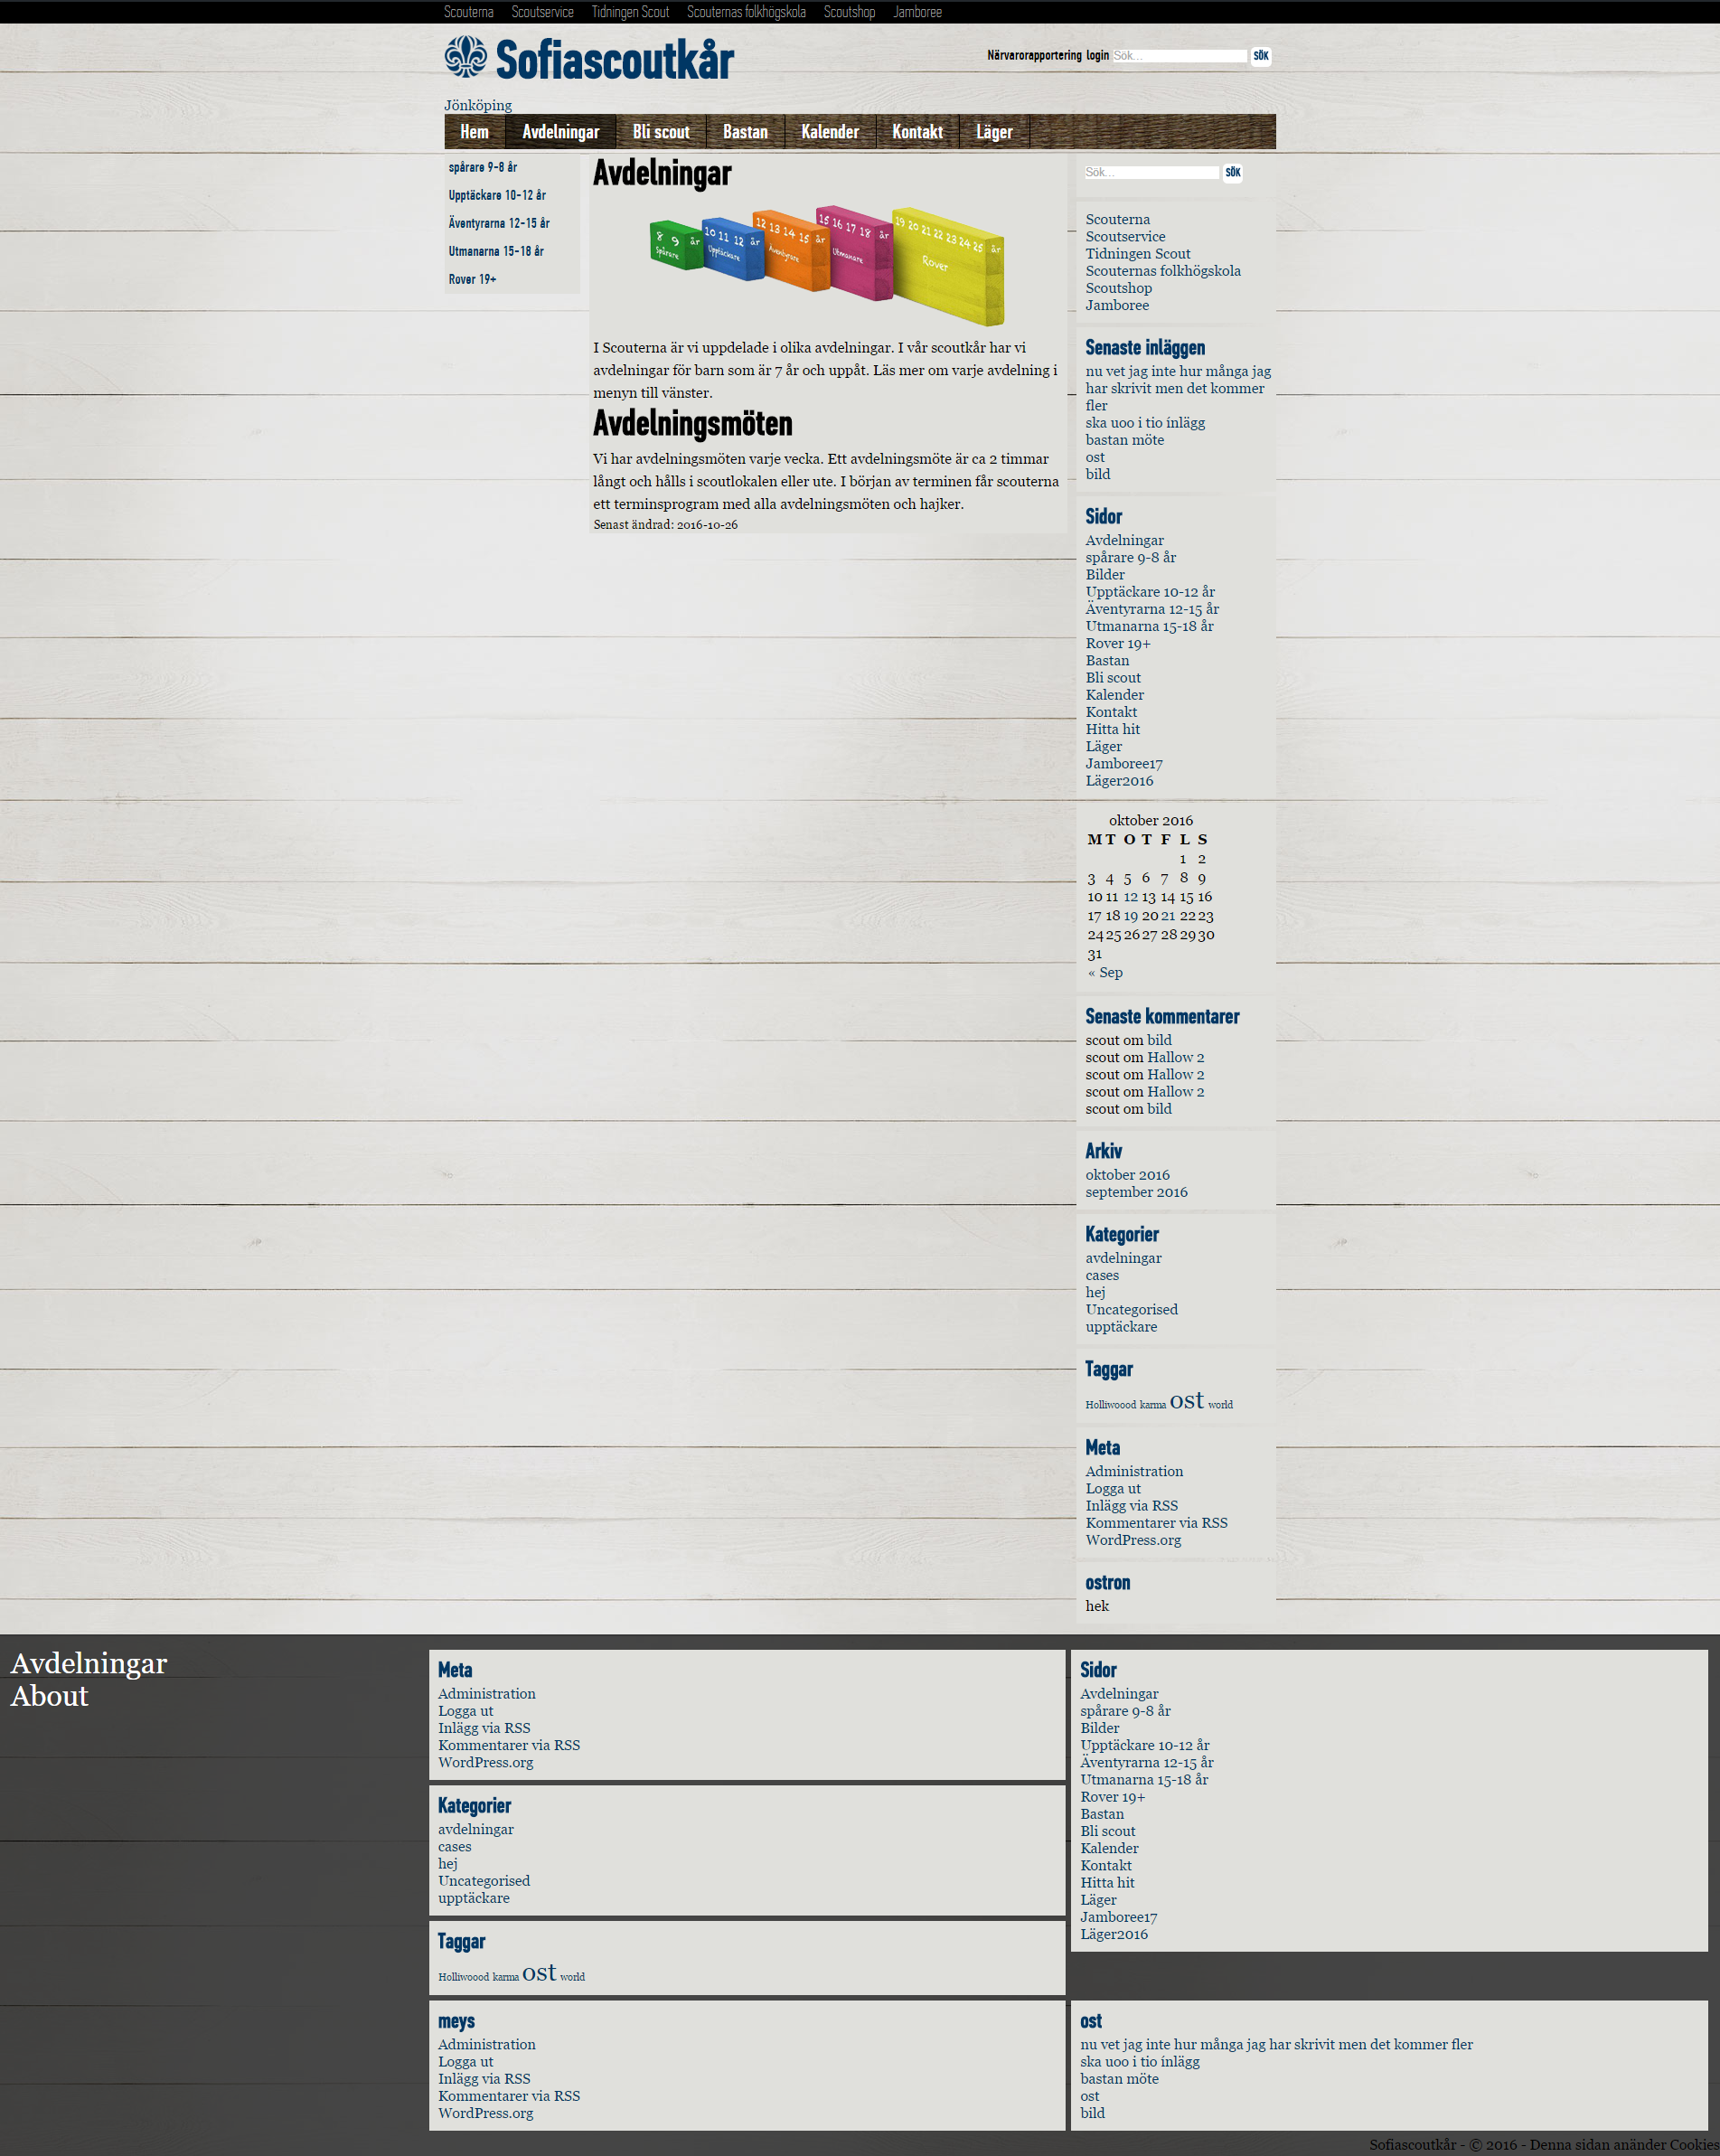 Scouterna Scoutservice Tidningen Scout Scouternas folkhögskola Scoutshop Jamboree
Sofiascoutkår
Närvarorapportering login Sök... SÖK
Jönköping
Hem Avdelningar Bli scout Bastan Kalender Kontakt Läger
spårare 9-8 år
Upptäckare 10-12 år
Äventyrarna 12-15 år
Utmanarna 15-18 år
Rover 19+
Avdelningar
8 9 år 10 11 12 år 12 13 14 15 år 15 16 17 18 år 19 20 21 22 23 24 25 år
Spårare Upptäckare Äventyrare Utmanare Rover
I Scouterna är vi uppdelade i olika avdelningar. I vår scoutkår har vi
avdelningar för barn som är 7 år och uppåt. Läs mer om varje avdelning i
menyn till vänster.
Avdelningsmöten
Vi har avdelningsmöten varje vecka. Ett avdelningsmöte är ca 2 timmar
långt och hålls i scoutlokalen eller ute. I början av terminen får scouterna
ett terminsprogram med alla avdelningsmöten och hajker.
Senast ändrad: 2016-10-26
Sök... SÖK
Scouterna
Scoutservice
Tidningen Scout
Scouternas folkhögskola
Scoutshop
Jamboree
Senaste inläggen
nu vet jag inte hur många jag
har skrivit men det kommer
fler
ska uoo i tio ínlägg
bastan möte
ost
bild
Sidor
Avdelningar
spårare 9-8 år
Bilder
Upptäckare 10-12 år
Äventyrarna 12-15 år
Utmanarna 15-18 år
Rover 19+
Bastan
Bli scout
Kalender
Kontakt
Hitta hit
Läger
Jamboree17
Läger2016
oktober 2016
M T O T F L S
1 2
3 4 5 6 7 8 9
10 11 12 13 14 15 16
17 18 19 20 21 22 23
24 25 26 27 28 29 30
31
« Sep
Senaste kommentarer
scout om bild
scout om Hallow 2
scout om Hallow 2
scout om Hallow 2
scout om bild
Arkiv
oktober 2016
september 2016
Kategorier
avdelningar
cases
hej
Uncategorised
upptäckare
Taggar
Holliwoood karma ost world
Meta
Administration
Logga ut
Inlägg via RSS
Kommentarer via RSS
WordPress.org
ostron
hek
Avdelningar
About
Meta
Administration
Logga ut
Inlägg via RSS
Kommentarer via RSS
WordPress.org
Kategorier
avdelningar
cases
hej
Uncategorised
upptäckare
Taggar
Holliwoood karma ost world
Sidor
Avdelningar
spårare 9-8 år
Bilder
Upptäckare 10-12 år
Äventyrarna 12-15 år
Utmanarna 15-18 år
Rover 19+
Bastan
Bli scout
Kalender
Kontakt
Hitta hit
Läger
Jamboree17
Läger2016
meys
Administration
Logga ut
Inlägg via RSS
Kommentarer via RSS
WordPress.org
ost
nu vet jag inte hur många jag har skrivit men det kommer fler
ska uoo i tio ínlägg
bastan möte
ost
bild
Sofiascoutkår - © 2016 - Denna sidan anänder Cookies